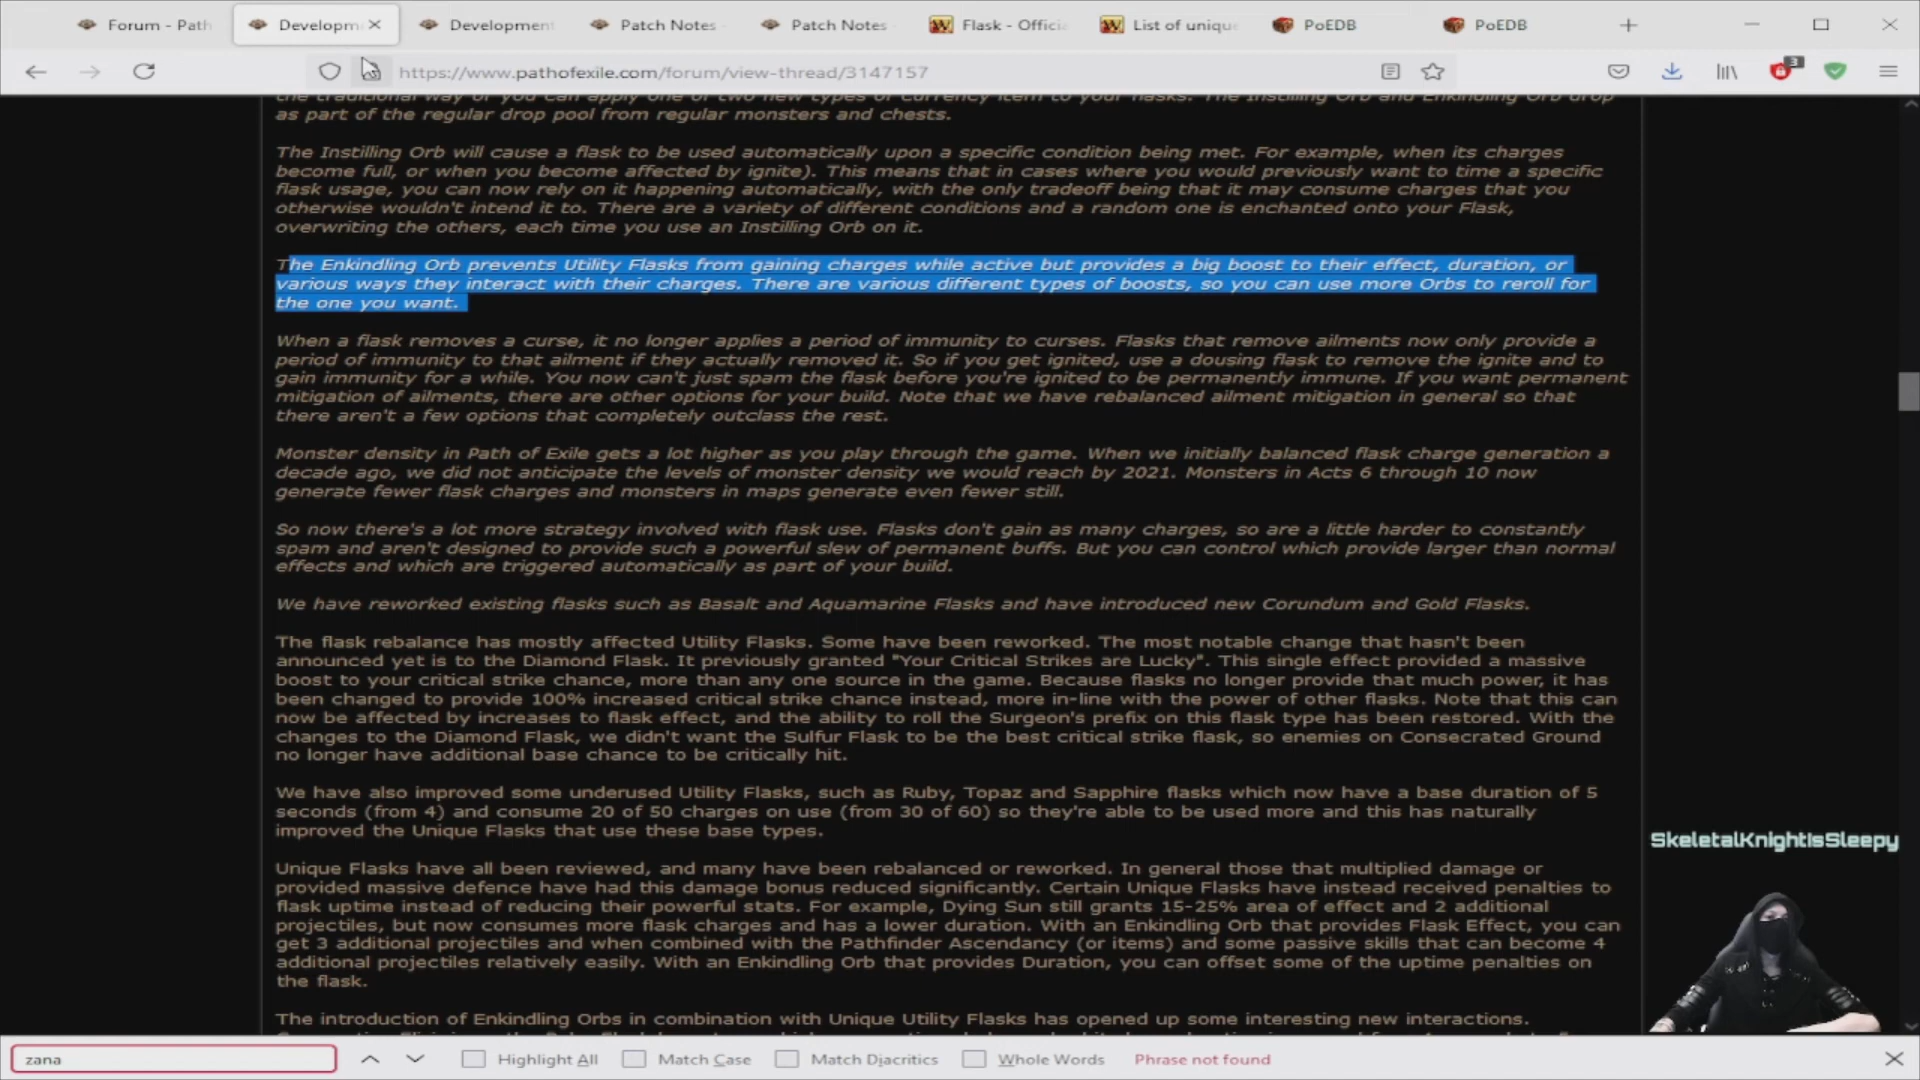 Forum - Path
Developm
Development
Patch Notes
Patch Notes
Flask - Offici
List of unique
PoEDB
PoEDB
https://www.pathofexile.com/forum/view-thread/3147157
3
the traditional way or you can apply one of two new types of currency item to your flasks. The Instilling Orb and Enkindling Orb drop
as part of the regular drop pool from regular monsters and chests.
The Instilling Orb will cause a flask to be used automatically upon a specific condition being met. For example, when its charges
become full, or when you become affected by ignite). This means that in cases where you would previously want to time a specific
flask usage, you can now rely on it happening automatically, with the only tradeoff being that it may consume charges that you
otherwise wouldn't intend it to. There are a variety of different conditions and a random one is enchanted onto your Flask,
overwriting the others, each time you use an Instilling Orb on it.
The Enkindling Orb prevents Utility Flasks from gaining charges while active but provides a big boost to their effect, duration, or
various ways they interact with their charges. There are various different types of boosts, so you can use more Orbs to reroll for
the one you want.
When a flask removes a curse, it no longer applies a period of immunity to curses. Flasks that remove ailments now only provide a
period of immunity to that ailment if they actually removed it. So if you get ignited, use a dousing flask to remove the ignite and to
gain immunity for a while. You now can't just spam the flask before you're ignited to be permanently immune. If you want permanent
mitigation of ailments, there are other options for your build. Note that we have rebalanced ailment mitigation in general so that
there aren't a few options that completely outclass the rest.
Monster density in Path of Exile gets a lot higher as you play through the game. When we initially balanced flask charge generation a
decade ago, we did not anticipate the levels of monster density we would reach by 2021. Monsters in Acts 6 through 10 now
generate fewer flask charges and monsters in maps generate even fewer still.
So now there's a lot more strategy involved with flask use. Flasks don't gain as many charges, so are a little harder to constantly
spam and aren't designed to provide such a powerful slew of permanent buffs. But you can control which provide larger than normal
effects and which are triggered automatically as part of your build.
We have reworked existing flasks such as Basalt and Aquamarine Flasks and have introduced new Corundum and Gold Flasks.
The flask rebalance has mostly affected Utility Flasks. Some have been reworked. The most notable change that hasn't been
announced yet is to the Diamond Flask. It previously granted "Your Critical Strikes are Lucky". This single effect provided a massive
boost to your critical strike chance, more than any one source in the game. Because flasks no longer provide that much power, it has
been changed to provide 100% increased critical strike chance instead, more in-line with the power of other flasks. Note that this can
now be affected by increases to flask effect, and the ability to roll the Surgeon's prefix on this flask type has been restored. With the
changes to the Diamond Flask, we didn't want the Sulfur Flask to be the best critical strike flask, so enemies on Consecrated Ground
no longer have additional base chance to be critically hit.
We have also improved some underused Utility Flasks, such as Ruby, Topaz and Sapphire flasks which now have a base duration of 5
seconds (from 4) and consume 20 of 50 charges on use (from 30 of 60) so they're able to be used more and this has naturally
improved the Unique Flasks that use these base types.
SkeletalKnightIsSleepy
Unique Flasks have all been reviewed, and many have been rebalanced or reworked. In general those that multiplied damage or
provided massive defence have had this damage bonus reduced significantly. Certain Unique Flasks have instead received penalties to
flask uptime instead of reducing their powerful stats. For example, Dying Sun still grants 15-25% area of effect and 2 additional
projectiles, but now consumes more flask charges and has a lower duration. With an Enkindling Orb that provides Flask Effect, you can
get 3 additional projectiles and when combined with the Pathfinder Ascendancy (or items) and some passive skills that can become 4
additional projectiles relatively easily. With an Enkindling Orb that provides Duration, you can offset some of the uptime penalties on
the flask.
The introduction of Enkindling Orbs in combination with Unique Utility Flasks has opened up some interesting new interactions.
zana
Highlight All
Match Case
Match Diacritics
Whole Words
Phrase not found